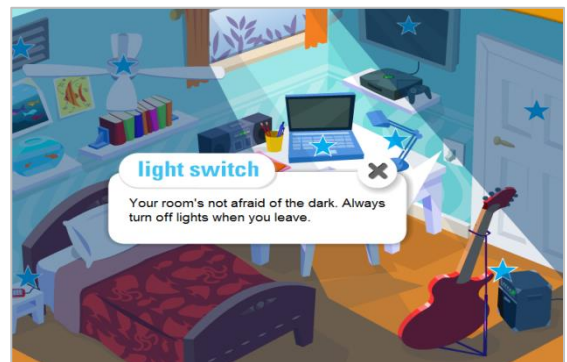 light switch
Your room's not afraid of the dark. Always
turn off lights when you leave.